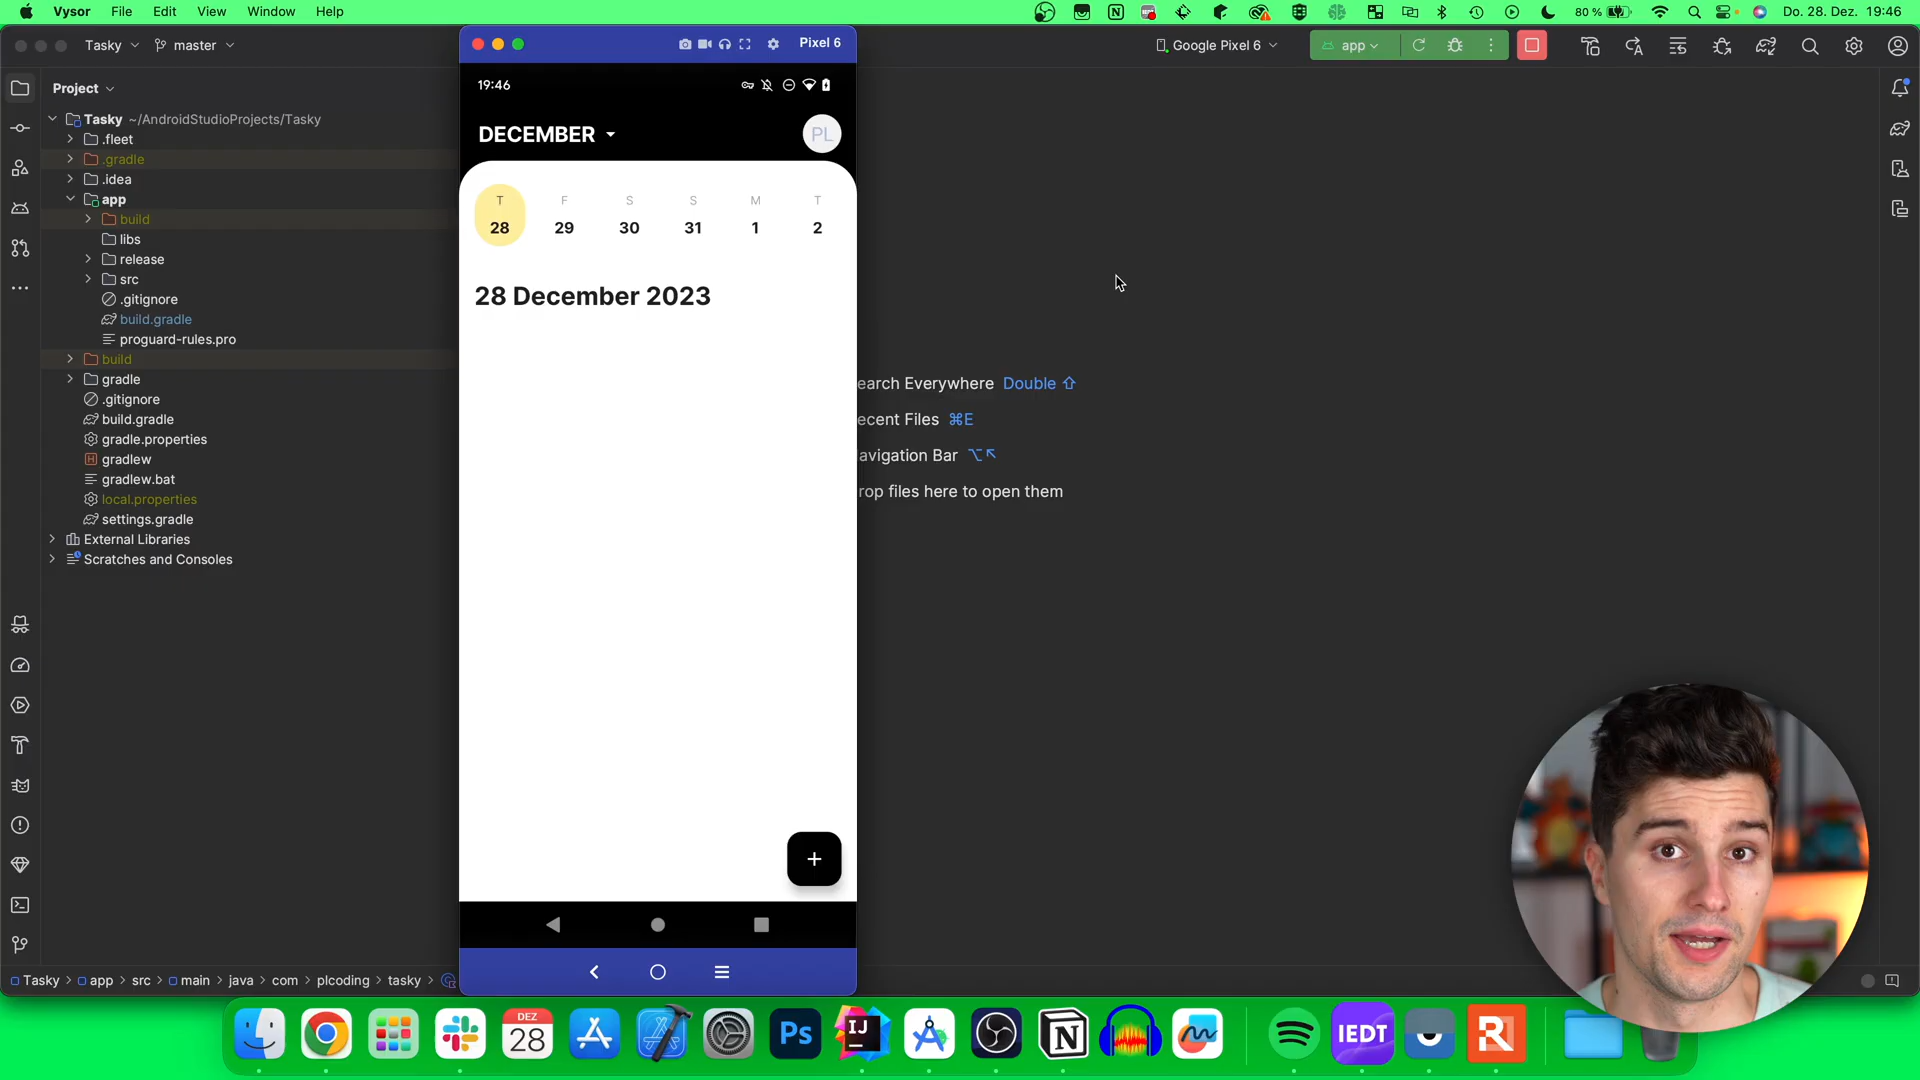 Vysor File Edit View Window Help
80 % Do. 28. Dez. 19:46
Tasky master
Pixel 6
Google Pixel 6 app
Project
Tasky ~/AndroidStudioProjects/Tasky
.fleet
.gradle
.idea
app
build
libs
release
src
.gitignore
build.gradle
proguard-rules.pro
build
gradle
.gitignore
build.gradle
gradle.properties
gradlew
gradlew.bat
local.properties
settings.gradle
External Libraries
Scratches and Consoles
19:46
DECEMBER PL
T F S S M T
28 29 30 31 1 2
28 December 2023
+
earch Everywhere Double ⇧
ecent Files ⌘E
avigation Bar ⌥↖
rop files here to open them
Tasky > app > src > main > java > com > plcoding > tasky >
DEZ
28
Ps
IJ
IEDT